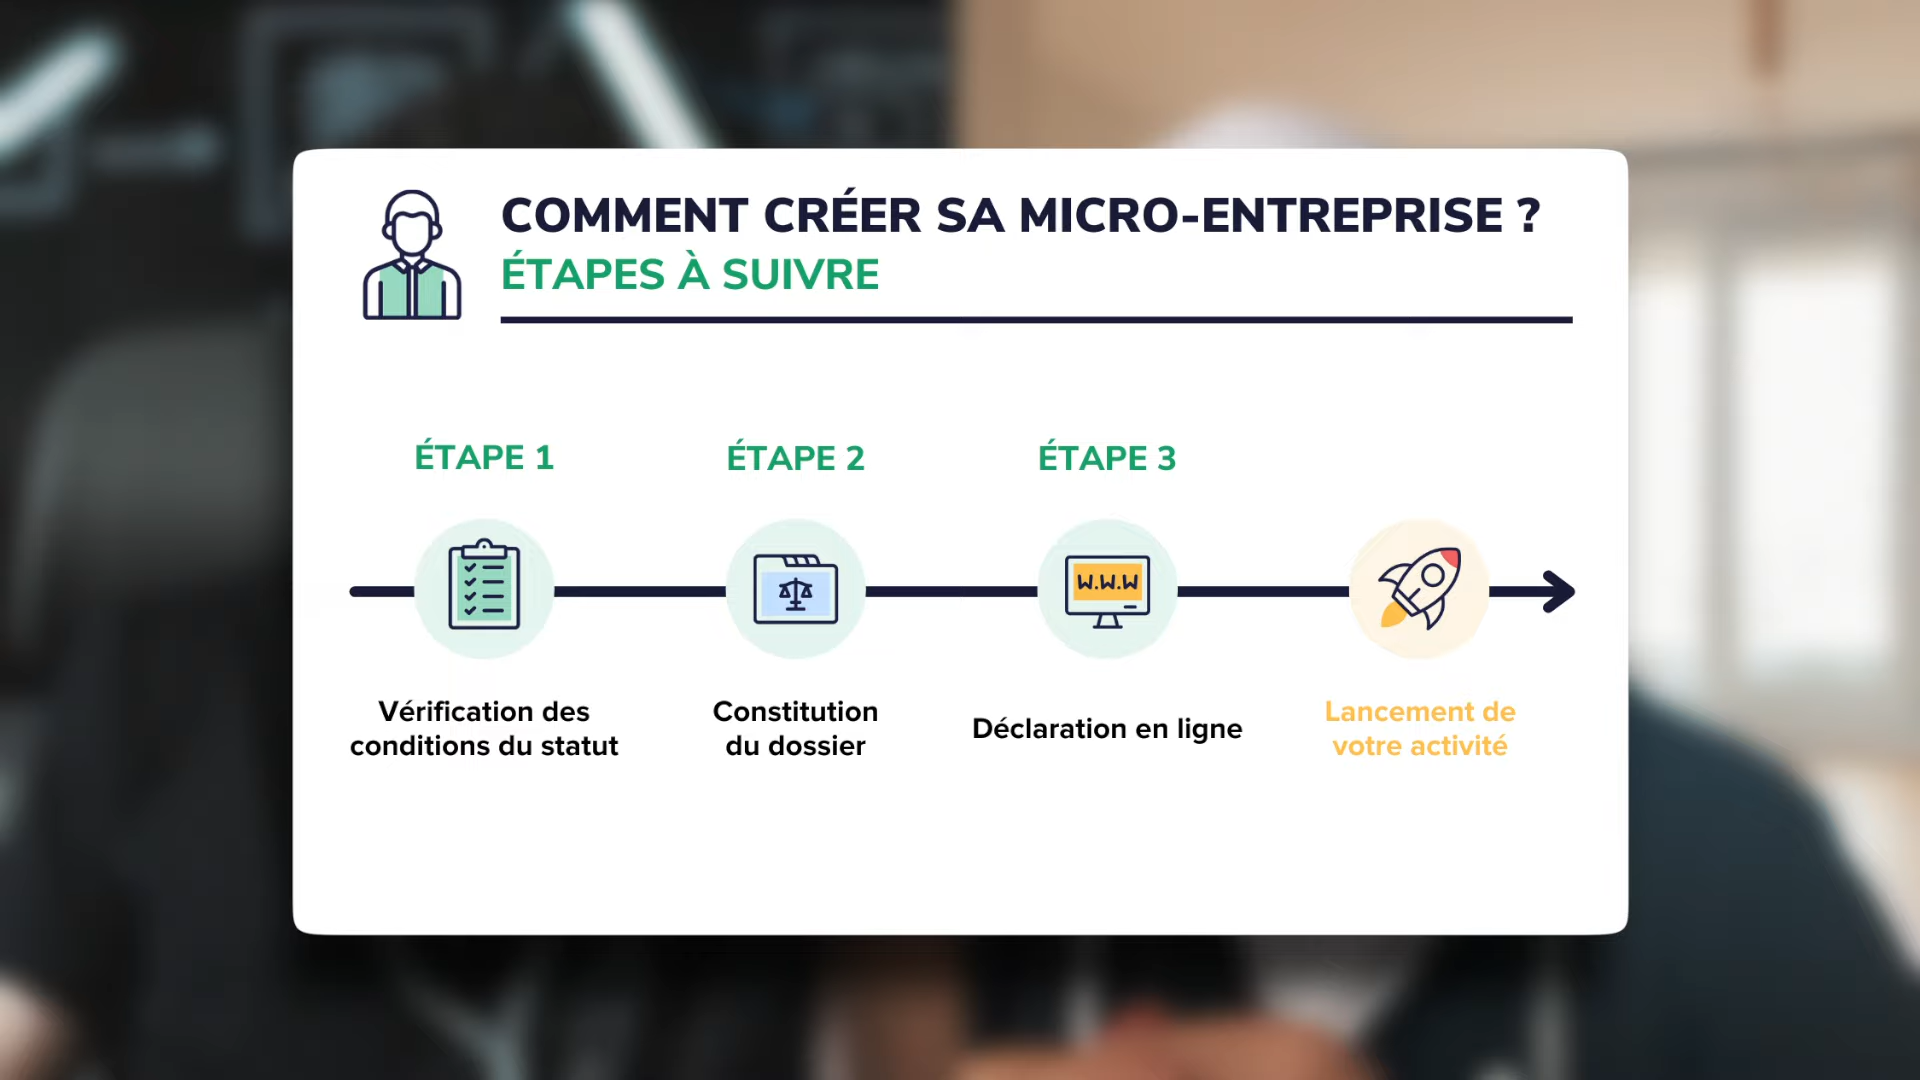 COMMENT CRÉER SA MICRO-ENTREPRISE ?
ÉTAPES À SUIVRE
ÉTAPE 1
ÉTAPE 2
ÉTAPE 3
W.W.W
Vérification des
conditions du statut
Constitution
du dossier
Déclaration en ligne
Lancement de
votre activité